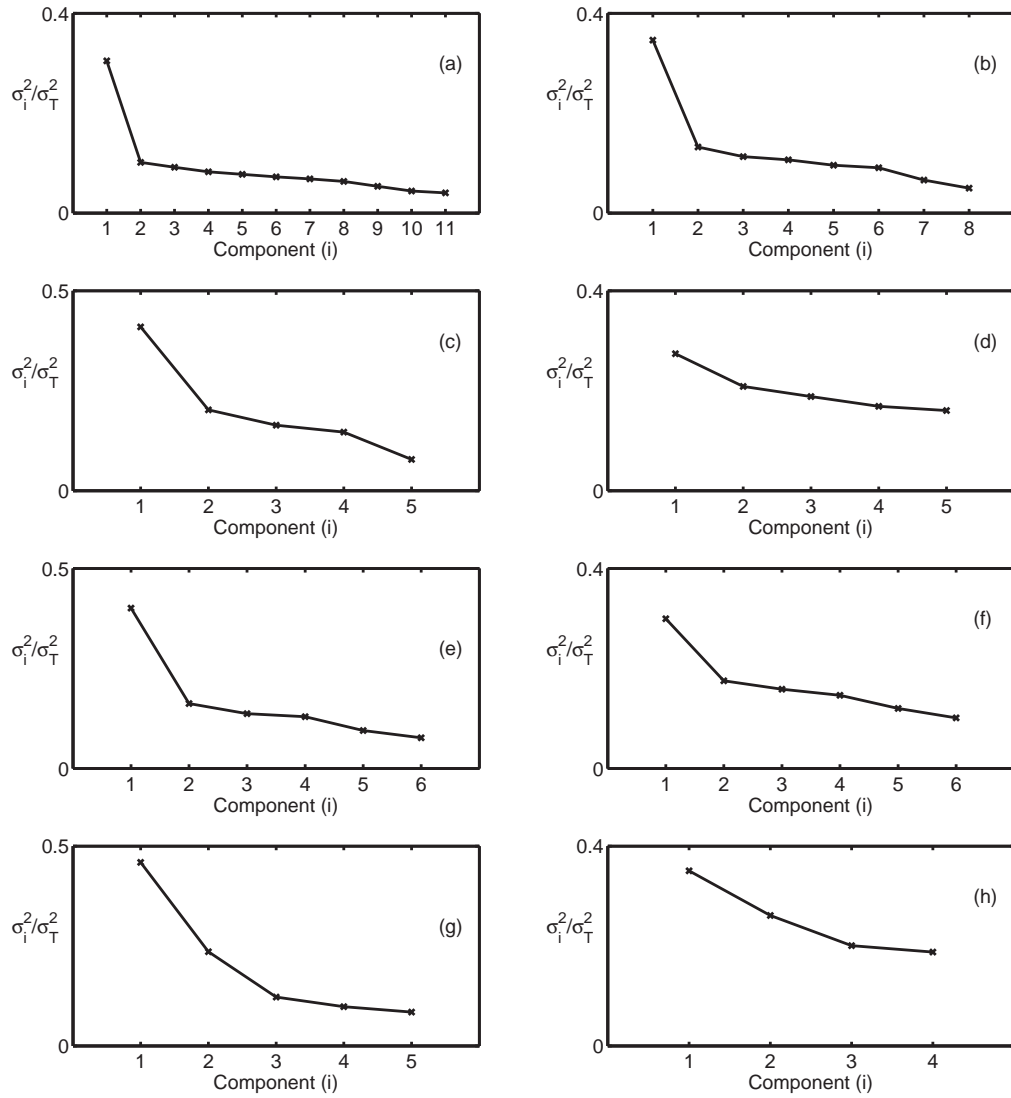 0.4
(a)
σ_i^2/σ_T^2
0
1 2 3 4 5 6 7 8 9 10 11
Component (i)
0.4
(b)
σ_i^2/σ_T^2
0
1 2 3 4 5 6 7 8
Component (i)
0.5
(c)
σ_i^2/σ_T^2
0
1 2 3 4 5
Component (i)
0.4
(d)
σ_i^2/σ_T^2
0
1 2 3 4 5
Component (i)
0.5
(e)
σ_i^2/σ_T^2
0
1 2 3 4 5 6
Component (i)
0.4
(f)
σ_i^2/σ_T^2
0
1 2 3 4 5 6
Component (i)
0.5
(g)
σ_i^2/σ_T^2
0
1 2 3 4 5
Component (i)
0.4
(h)
σ_i^2/σ_T^2
0
1 2 3 4
Component (i)